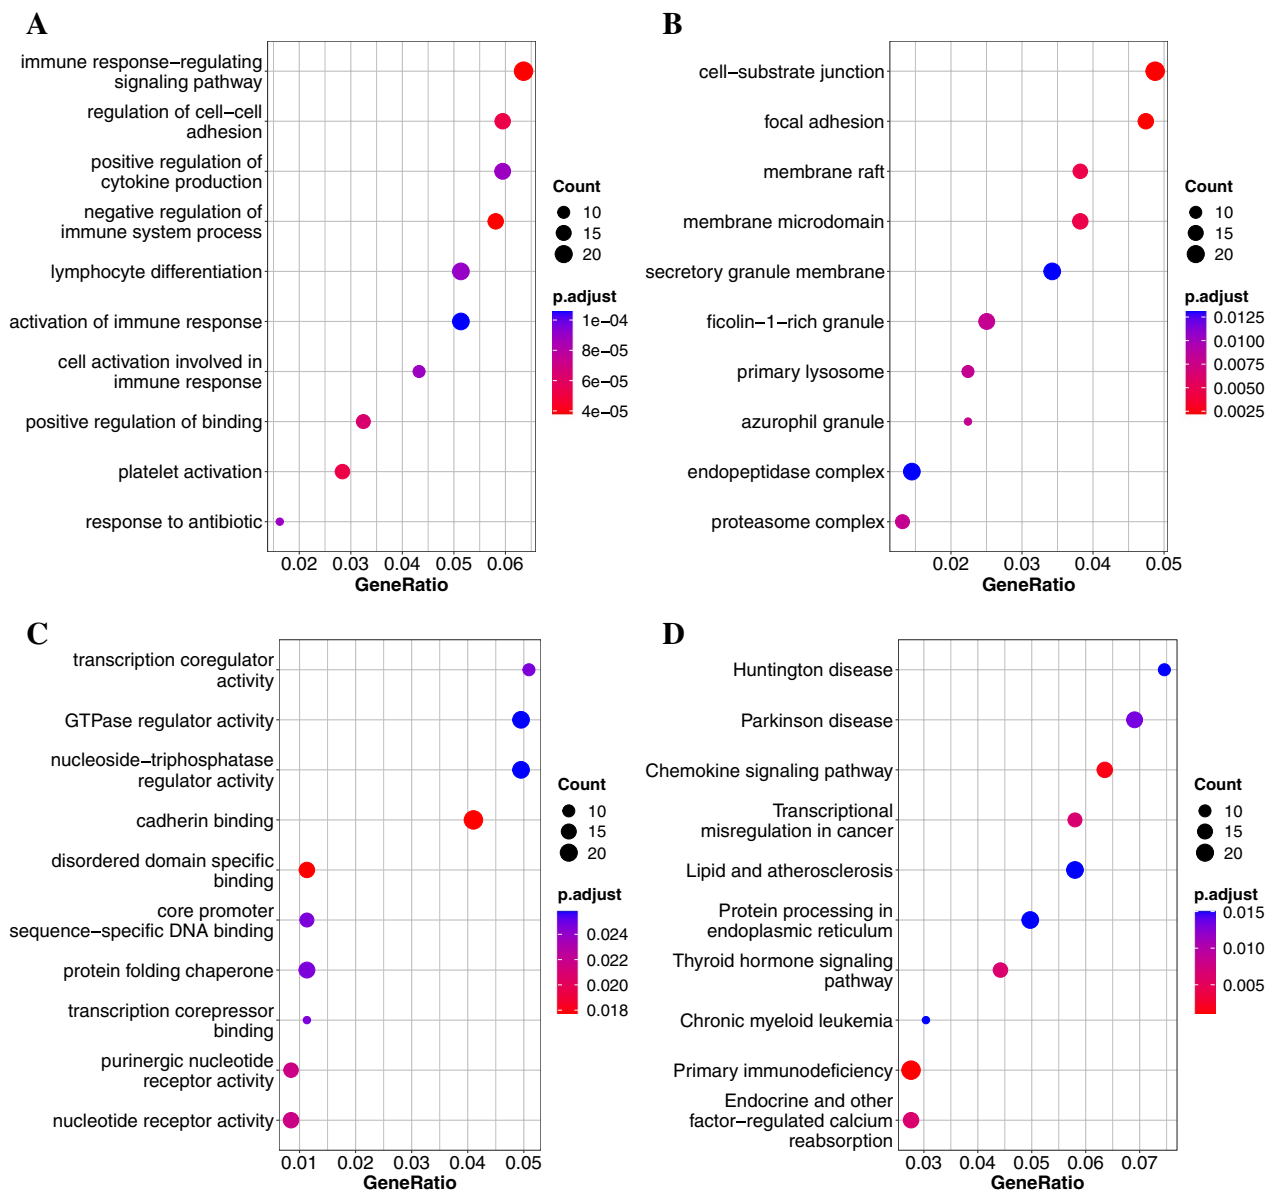 A
immune response−regulating
signaling pathway
regulation of cell−cell
adhesion
positive regulation of
cytokine production
negative regulation of
immune system process
lymphocyte differentiation
activation of immune response
cell activation involved in
immune response
positive regulation of binding
platelet activation
response to antibiotic
0.02 0.03 0.04 0.05 0.06
GeneRatio
Count
10
15
20
p.adjust
1e−04
8e−05
6e−05
4e−05
B
cell−substrate junction
focal adhesion
membrane raft
membrane microdomain
secretory granule membrane
ficolin−1−rich granule
primary lysosome
azurophil granule
endopeptidase complex
proteasome complex
0.02 0.03 0.04 0.05
GeneRatio
Count
10
15
20
p.adjust
0.0125
0.0100
0.0075
0.0050
0.0025
C
transcription coregulator
activity
GTPase regulator activity
nucleoside−triphosphatase
regulator activity
cadherin binding
disordered domain specific
binding
core promoter
sequence−specific DNA binding
protein folding chaperone
transcription corepressor
binding
purinergic nucleotide
receptor activity
nucleotide receptor activity
0.01 0.02 0.03 0.04 0.05
GeneRatio
Count
10
15
20
p.adjust
0.024
0.022
0.020
0.018
D
Huntington disease
Parkinson disease
Chemokine signaling pathway
Transcriptional
misregulation in cancer
Lipid and atherosclerosis
Protein processing in
endoplasmic reticulum
Thyroid hormone signaling
pathway
Chronic myeloid leukemia
Primary immunodeficiency
Endocrine and other
factor−regulated calcium
reabsorption
0.03 0.04 0.05 0.06 0.07
GeneRatio
Count
10
15
20
p.adjust
0.015
0.010
0.005